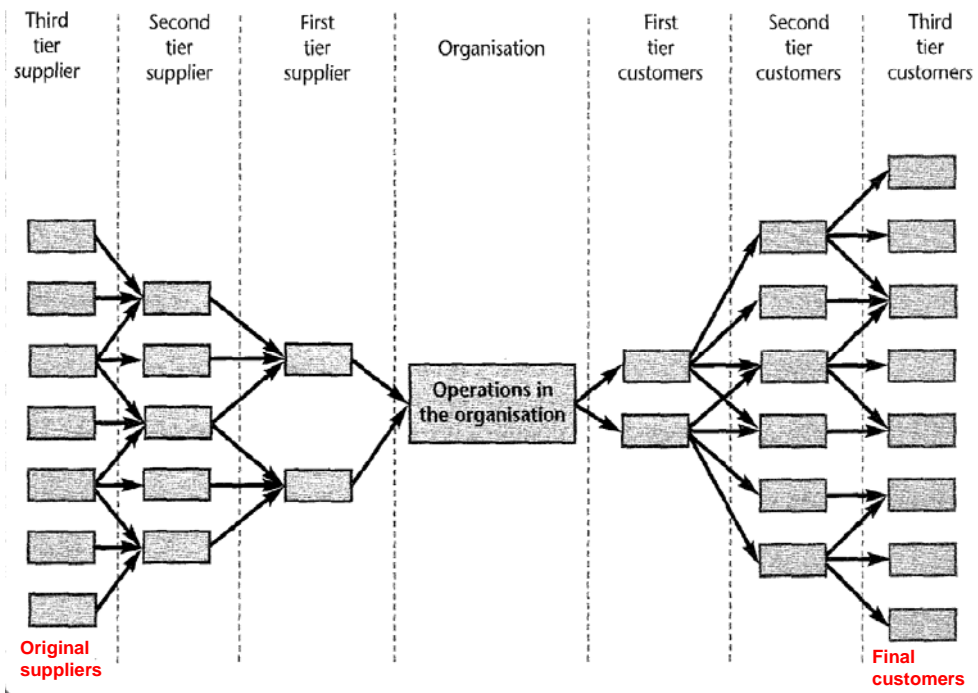 Third
tier
supplier
Second
tier
supplier
First
tier
supplier
Organisation
First
tier
customers
Second
tier
customers
Third
tier
customers
Operations in
the organisation
Original
suppliers
Final
customers